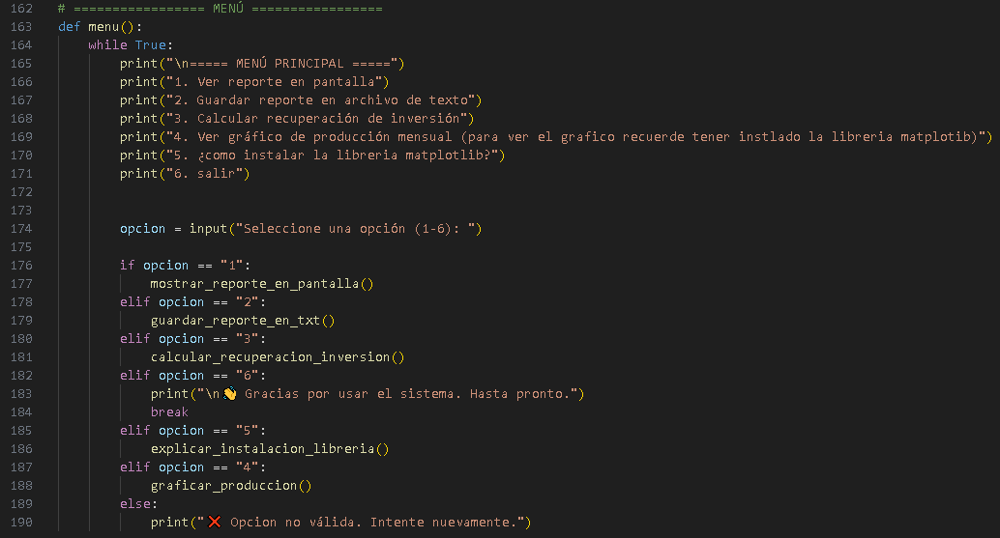 162 # ================= MENÚ =================
163 def menu():
164     while True:
165         print("\n===== MENÚ PRINCIPAL =====")
166         print("1. Ver reporte en pantalla")
167         print("2. Guardar reporte en archivo de texto")
168         print("3. Calcular recuperación de inversión")
169         print("4. Ver gráfico de producción mensual (para ver el grafico recuerde tener instlado la libreria matplotib)")
170         print("5. ¿como instalar la libreria matplotlib?")
171         print("6. salir")
172
173
174         opcion = input("Seleccione una opción (1-6): ")
175
176         if opcion == "1":
177             mostrar_reporte_en_pantalla()
178         elif opcion == "2":
179             guardar_reporte_en_txt()
180         elif opcion == "3":
181             calcular_recuperacion_inversion()
182         elif opcion == "6":
183             print("\n👋 Gracias por usar el sistema. Hasta pronto.")
184             break
185         elif opcion == "5":
186             explicar_instalacion_libreria()
187         elif opcion == "4":
188             graficar_produccion()
189         else:
190             print("❌ Opcion no válida. Intente nuevamente.")